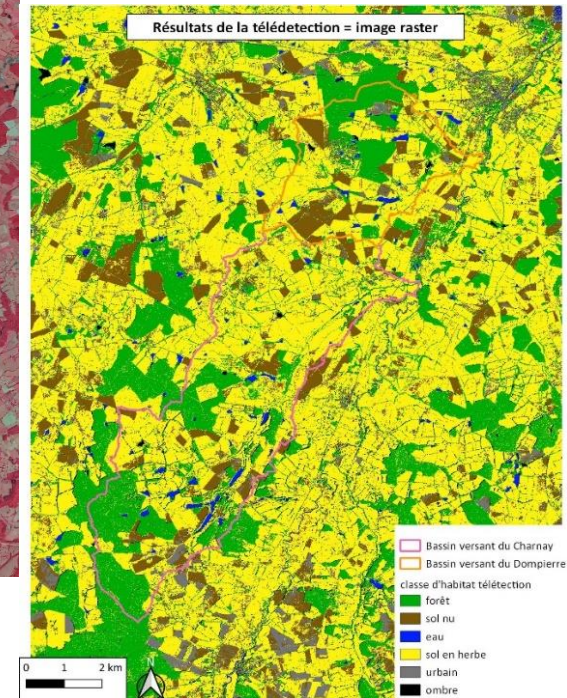 Résultats de la télédetection = image raster
Bassin versant du Charnay
Bassin versant du Dompierre
classe d'habitat télétection
forêt
sol nu
eau
sol en herbe
urbain
ombre
0 1 2 km
N